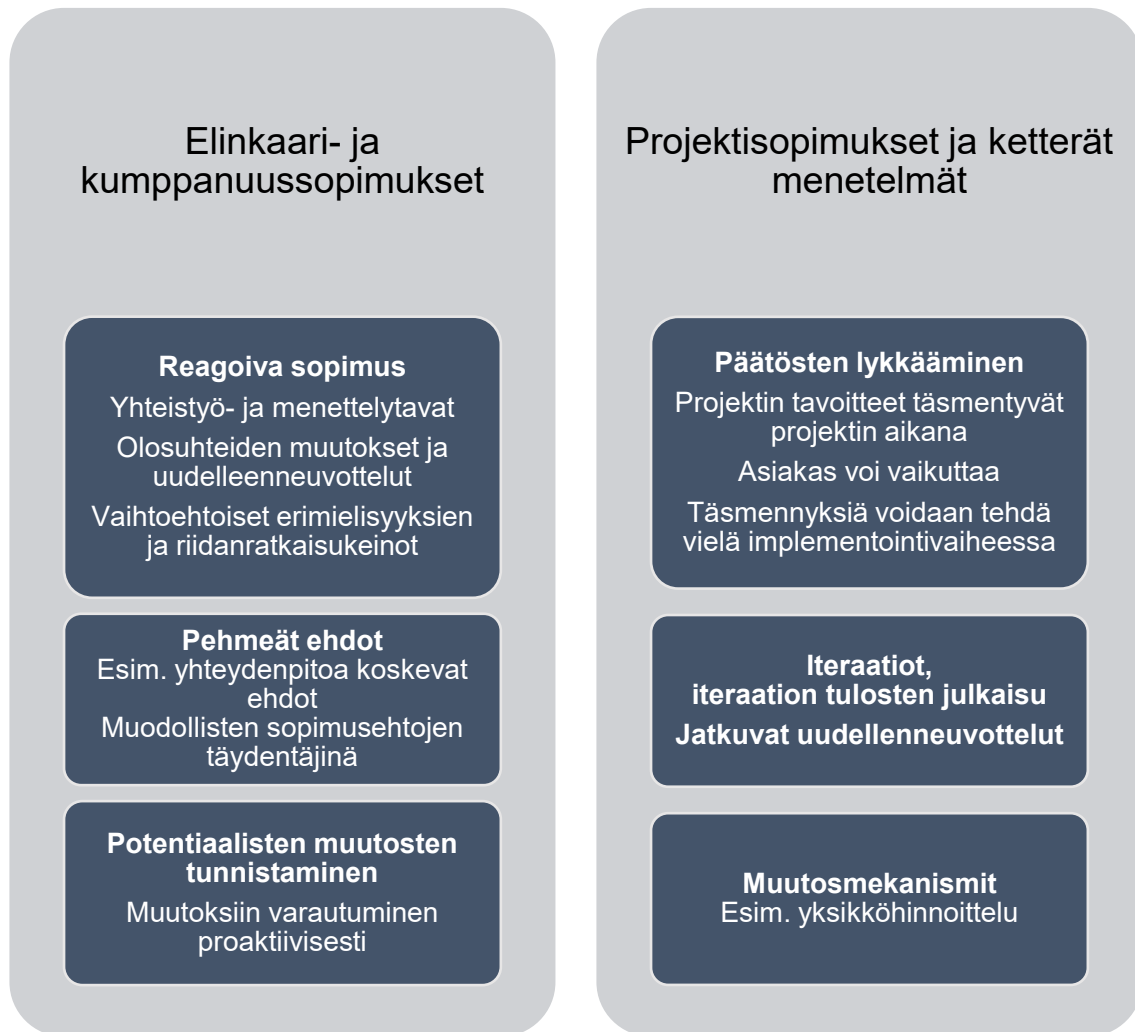 Elinkaari- ja
kumppanuussopimukset
Reagoiva sopimus
Yhteistyö- ja menettelytavat
Olosuhteiden muutokset ja
uudelleenneuvottelut
Vaihtoehtoiset erimielisyyksien
ja riidanratkaisukeinot
Pehmeät ehdot
Esim. yhteydenpitoa koskevat
ehdot
Muodollisten sopimusehtojen
täydentäjinä
Potentiaalisten muutosten
tunnistaminen
Muutoksiin varautuminen
proaktiivisesti
Projektisopimukset ja ketterät
menetelmät
Päätösten lykkääminen
Projektin tavoitteet täsmentyvät
projektin aikana
Asiakas voi vaikuttaa
Täsmennyksiä voidaan tehdä
vielä implementointivaiheessa
Iteraatiot,
iteraation tulosten julkaisu
Jatkuvat uudellenneuvottelut
Muutosmekanismit
Esim. yksikköhinnoittelu